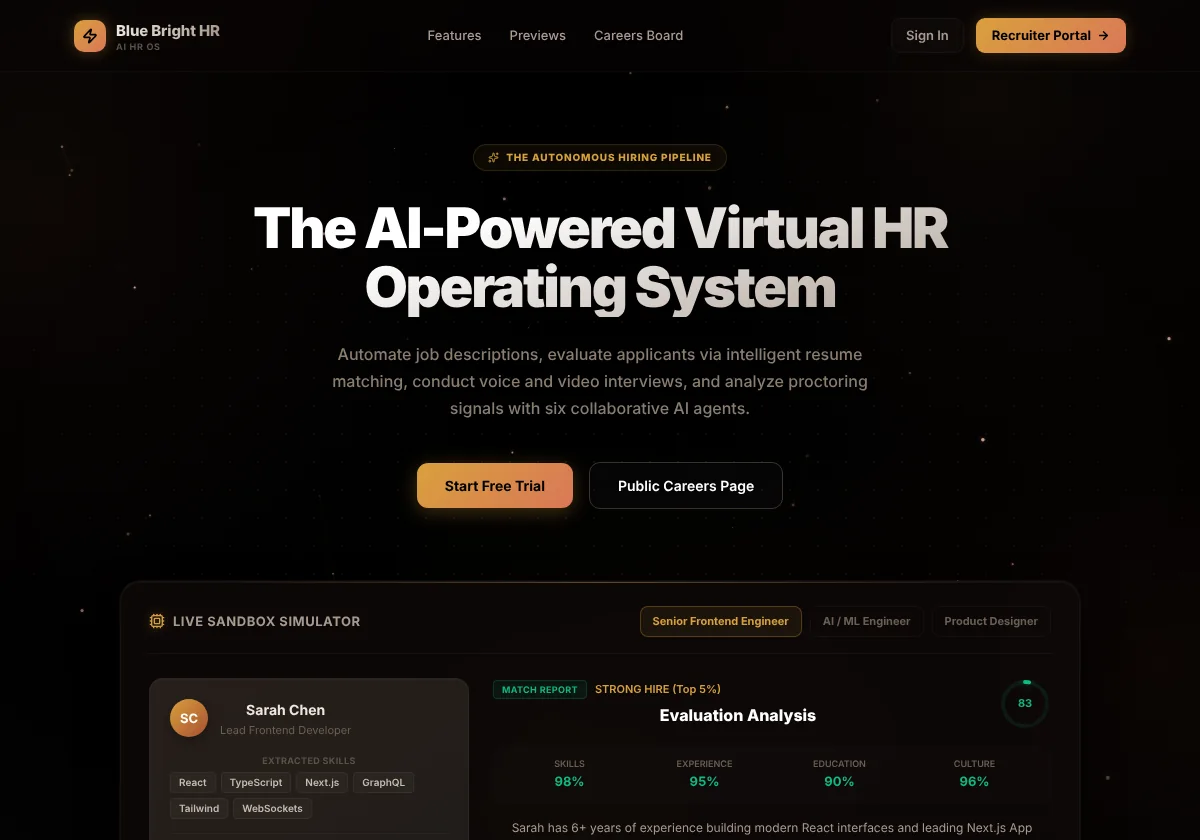 Blue Bright HR
AI HR OS
Features
Previews
Careers Board
Sign In
Recruiter Portal →
THE AUTONOMOUS HIRING PIPELINE
The AI-Powered Virtual HR
Operating System
Automate job descriptions, evaluate applicants via intelligent resume
matching, conduct voice and video interviews, and analyze proctoring
signals with six collaborative AI agents.
Start Free Trial
Public Careers Page
LIVE SANDBOX SIMULATOR
Senior Frontend Engineer
AI / ML Engineer
Product Designer
SC
Sarah Chen
Lead Frontend Developer
EXTRACTED SKILLS
React
TypeScript
Next.js
GraphQL
Tailwind
WebSockets
MATCH REPORT
STRONG HIRE (Top 5%)
Evaluation Analysis
83
SKILLS
98%
EXPERIENCE
95%
EDUCATION
90%
CULTURE
96%
Sarah has 6+ years of experience building modern React interfaces and leading Next.js App